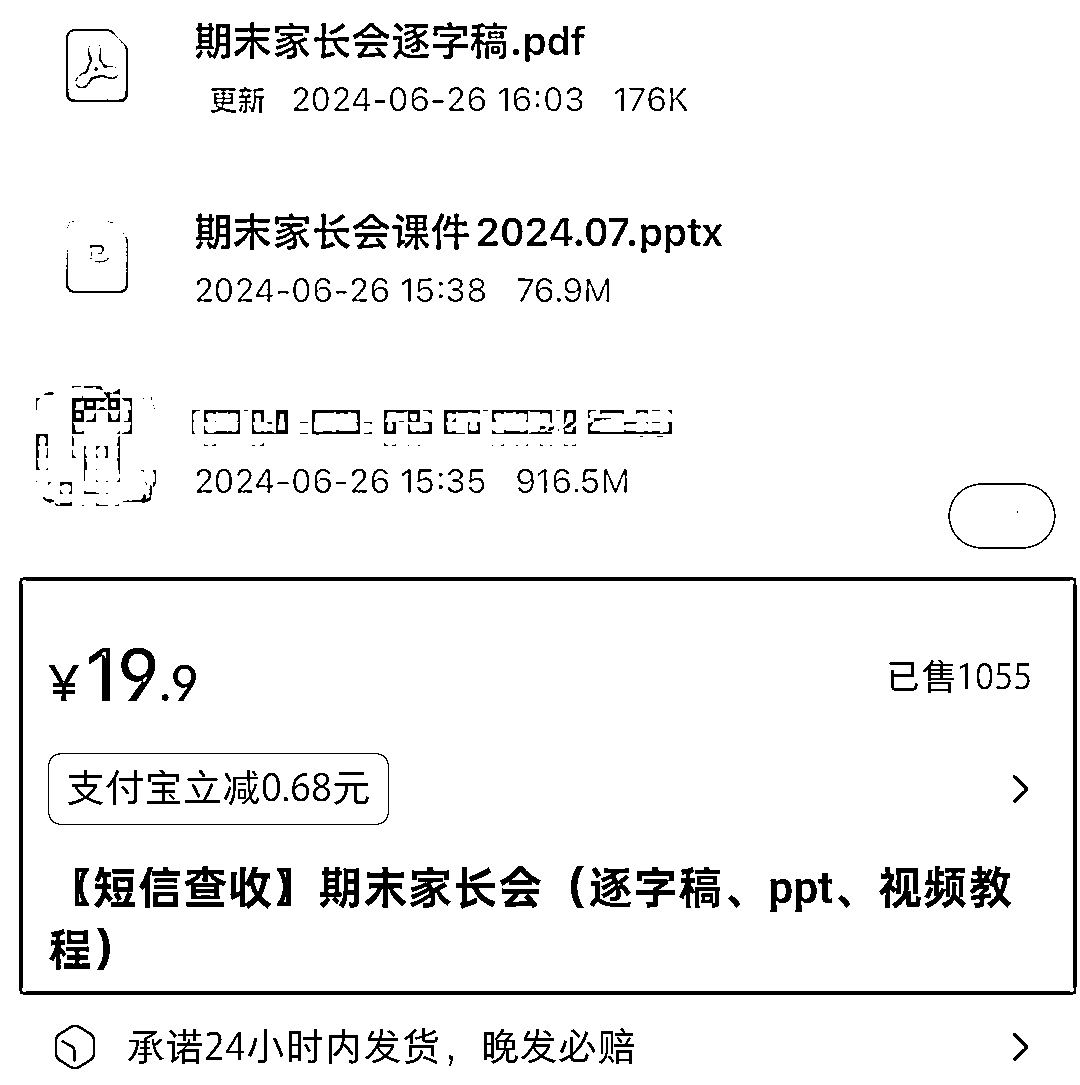 期末家长会逐字稿.pdf
更新 2024-06-26 16:03 176K
期末家长会课件2024.07.pptx
2024-06-26 15:38 76.9M
2024-06-26 15:35 916.5M
¥19.9
已售1055
支付宝立减0.68元
【短信查收】期末家长会（逐字稿、ppt、视频教
程）
承诺24小时内发货，晚发必赔